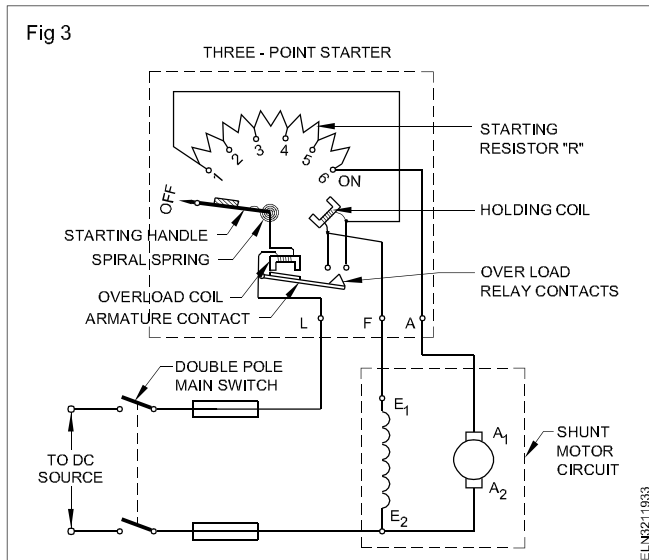 Fig 3
THREE - POINT STARTER
STARTING
RESISTOR "R"
1
2
3
4
5
6
ON
OFF
HOLDING COIL
STARTING HANDLE
SPIRAL SPRING
OVERLOAD COIL
ARMATURE CONTACT
OVER LOAD
RELAY CONTACTS
L
F
A
DOUBLE POLE
MAIN SWITCH
TO DC
SOURCE
E1
E2
A1
A2
SHUNT
MOTOR
CIRCUIT
ELN3211933